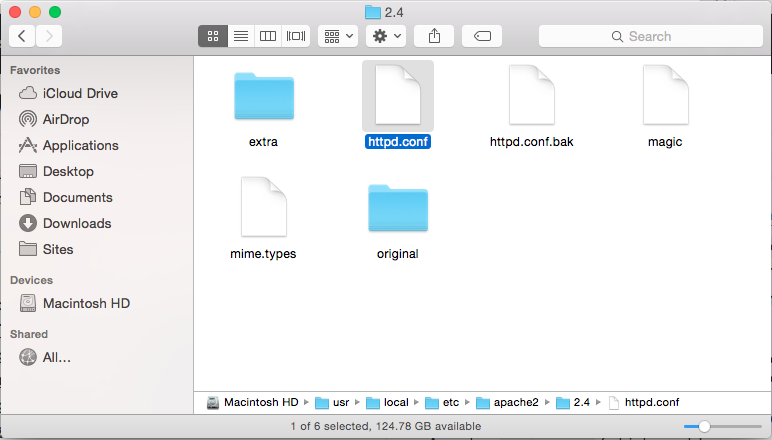 2.4
Search
Favorites
iCloud Drive
AirDrop
Applications
Desktop
Documents
Downloads
Sites
Devices
Macintosh HD
Shared
All...
extra
httpd.conf
httpd.conf.bak
magic
mime.types
original
Macintosh HD ▸ usr ▸ local ▸ etc ▸ apache2 ▸ 2.4 ▸ httpd.conf
1 of 6 selected, 124.78 GB available